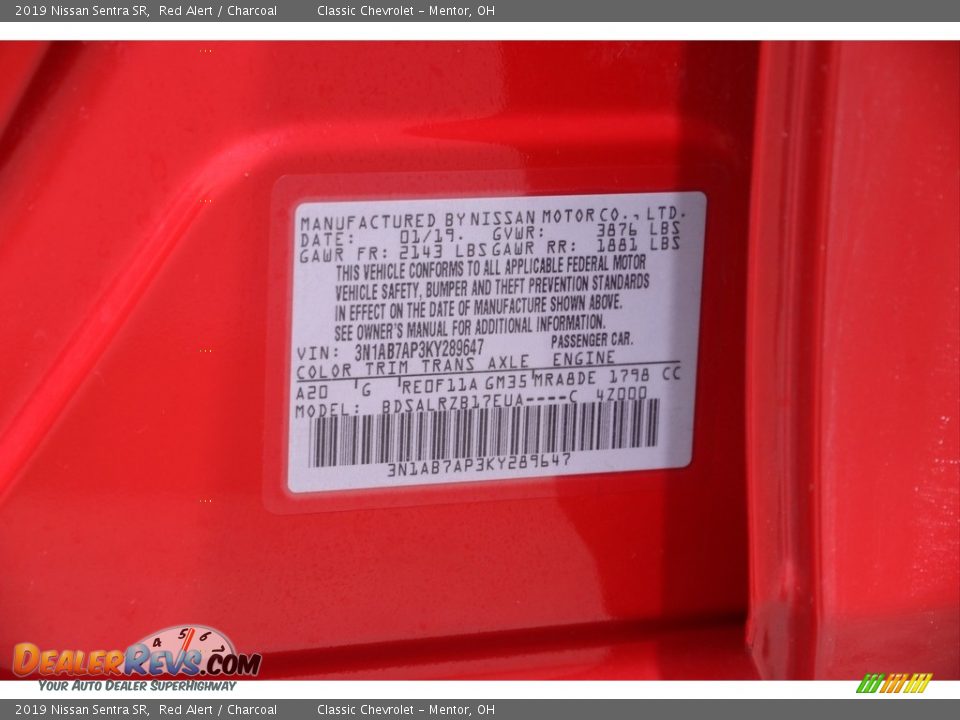 2019 Nissan Sentra SR, Red Alert / Charcoal Classic Chevrolet - Mentor, OH
MANUFACTURED BY NISSAN MOTOR CO., LTD.
DATE: 01/19. GVWR: 3876 LBS
GAWR FR: 2143 LBS GAWR RR: 1881 LBS
THIS VEHICLE CONFORMS TO ALL APPLICABLE FEDERAL MOTOR
VEHICLE SAFETY, BUMPER AND THEFT PREVENTION STANDARDS
IN EFFECT ON THE DATE OF MANUFACTURE SHOWN ABOVE.
SEE OWNER'S MANUAL FOR ADDITIONAL INFORMATION.
VIN: 3N1AB7AP3KY289647 PASSENGER CAR.
COLOR TRIM TRANS AXLE ENGINE
A20 G RE0F11A GM35 MRA8DE 1798 CC
MODEL: BDSALRZB17EUA----C 4Z000
3N1AB7AP3KY289647
4 5 6
DEALERREVS.COM
YOUR AUTO DEALER SUPERHIGHWAY
2019 Nissan Sentra SR, Red Alert / Charcoal Classic Chevrolet - Mentor, OH